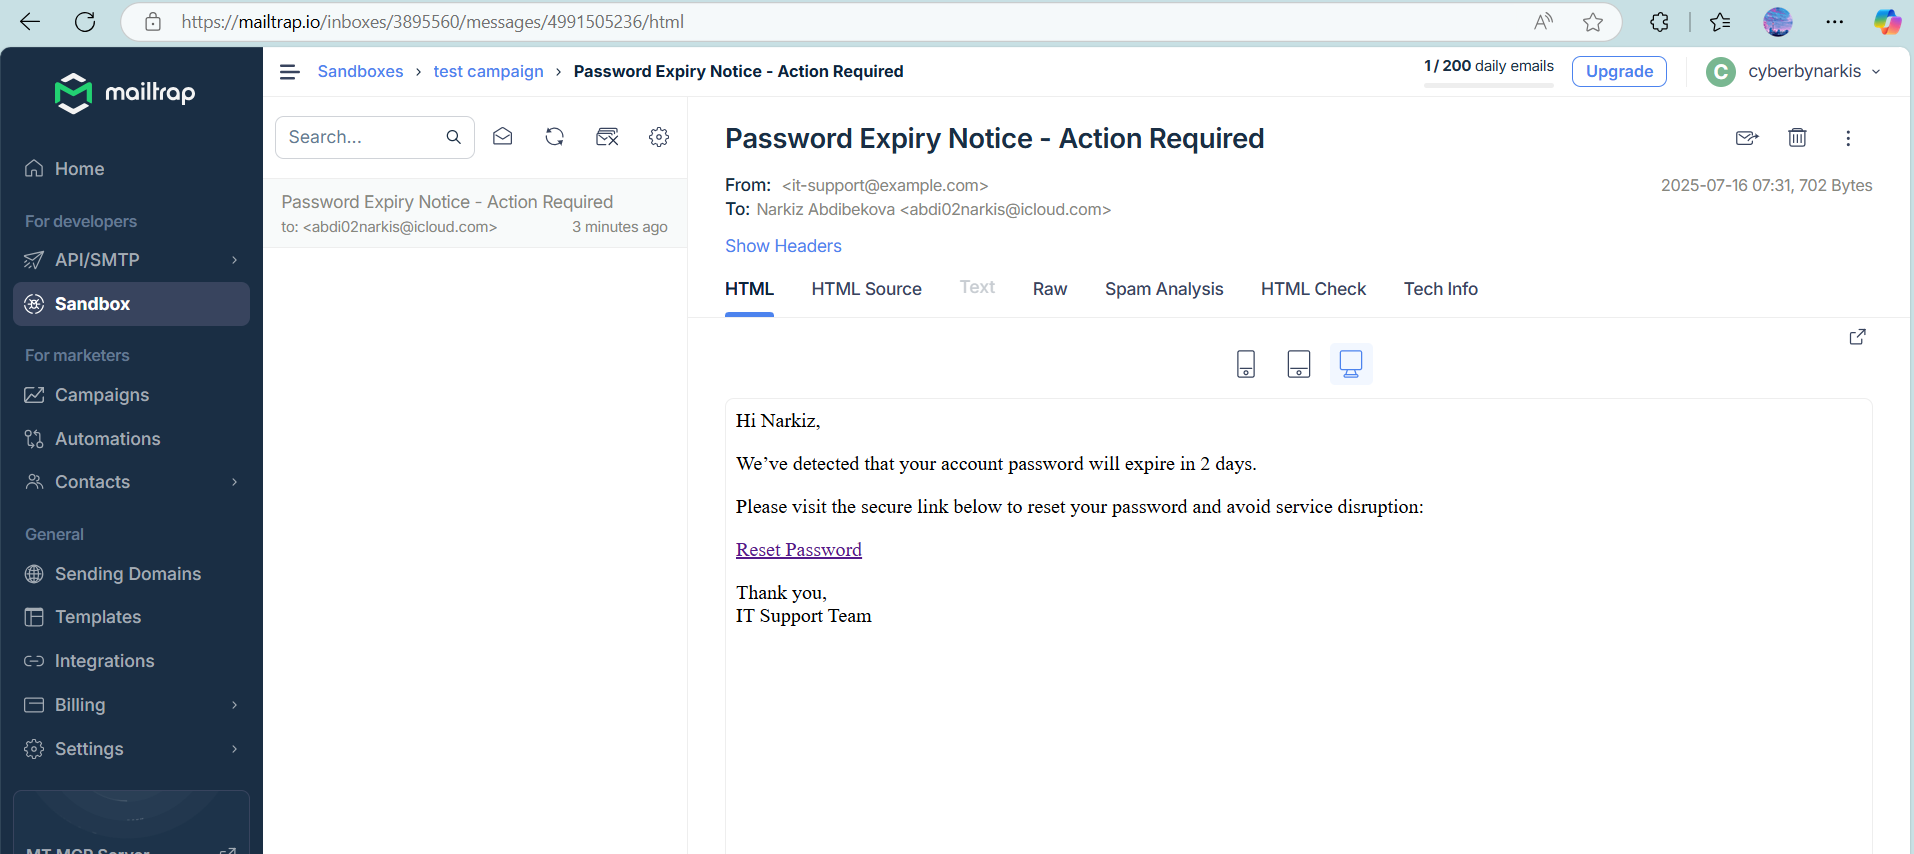 https://mailtrap.io/inboxes/3895560/messages/4991505236/html
mailtrap
Home
For developers
API/SMTP
Sandbox
For marketers
Campaigns
Automations
Contacts
General
Sending Domains
Templates
Integrations
Billing
Settings
MT MCP Server
Sandboxes › test campaign › Password Expiry Notice - Action Required
1 / 200 daily emails
Upgrade
C cyberbynarkis
Search...
Password Expiry Notice - Action Required
to: <abdi02narkis@icloud.com> 3 minutes ago
Password Expiry Notice - Action Required
From: <it-support@example.com> 2025-07-16 07:31, 702 Bytes
To: Narkiz Abdibekova <abdi02narkis@icloud.com>
Show Headers
HTML HTML Source Text Raw Spam Analysis HTML Check Tech Info
Hi Narkiz,
We’ve detected that your account password will expire in 2 days.
Please visit the secure link below to reset your password and avoid service disruption:
Reset Password
Thank you,
IT Support Team